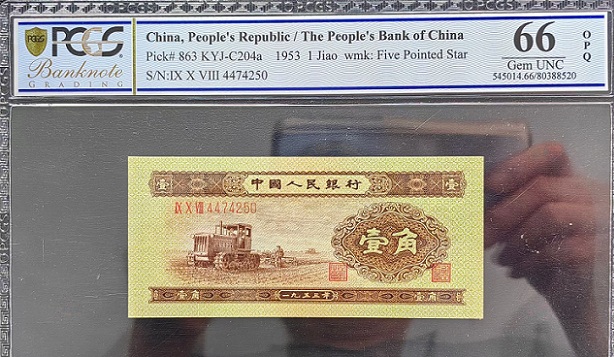 PCGS
Banknote
GRADING
China, People's Republic / The People's Bank of China
Pick# 863 KYJ-C204a 1953 1 Jiao wmk: Five Pointed Star
S/N:IX X VIII 4474250
66
Gem UNC
OPQ
545014.66/80388520
壹 中國人民銀行 壹
IX X VIII 4474250
壹角
壹角 一九五三年 壹角